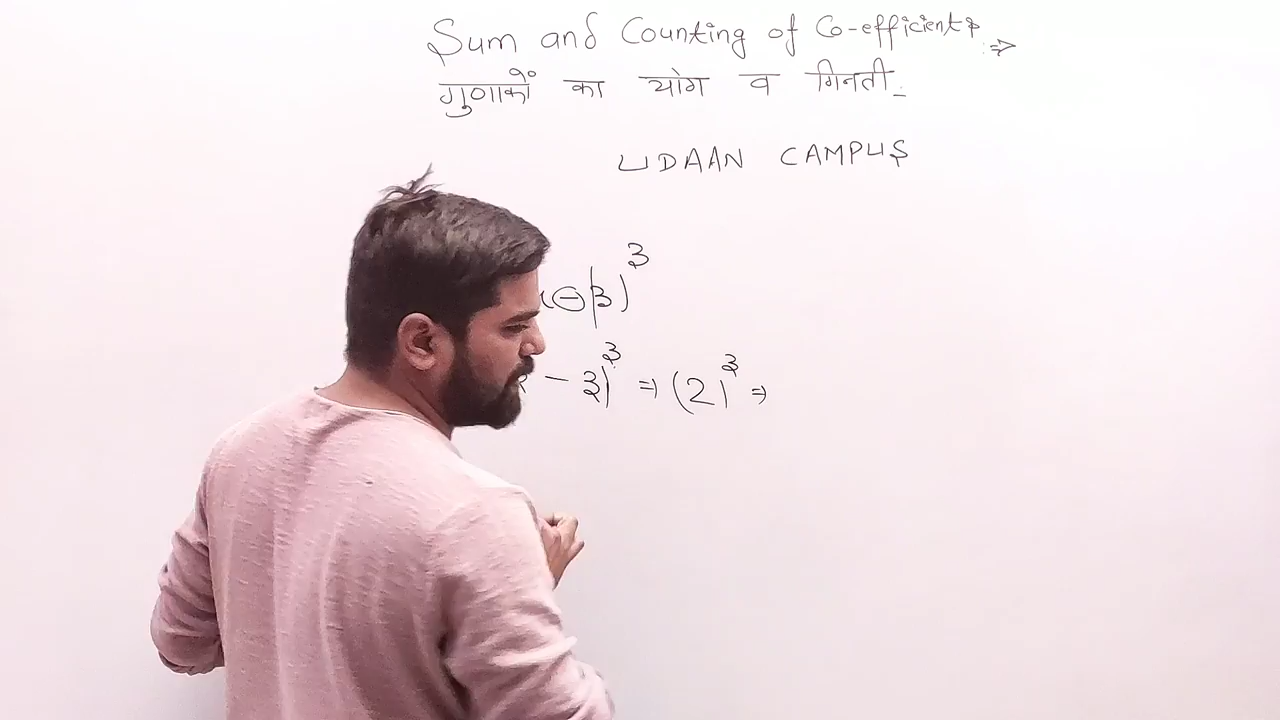 Sum and Counting of Co-efficients ⇒
गुणाकों का योग व गिनती
UDAAN CAMPUS
⊖ 3)³
- 3)³ ⇒ (2)³ ⇒